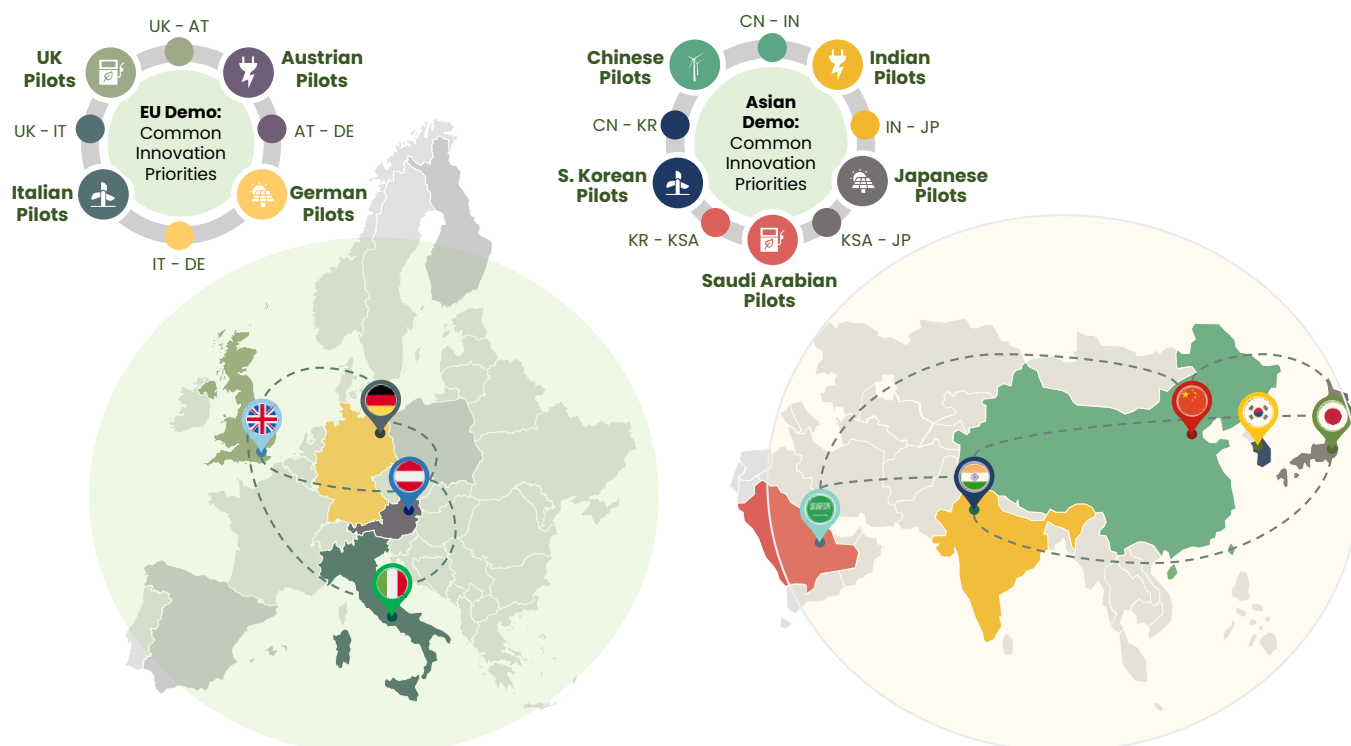 UK - AT
UK
Pilots
Austrian
Pilots
EU Demo:
Common
Innovation
Priorities
UK - IT
AT - DE
Italian
Pilots
German
Pilots
IT - DE
CN - IN
Chinese
Pilots
Indian
Pilots
Asian
Demo:
Common
Innovation
Priorities
CN - KR
IN - JP
S. Korean
Pilots
Japanese
Pilots
KR - KSA
KSA - JP
Saudi Arabian
Pilots